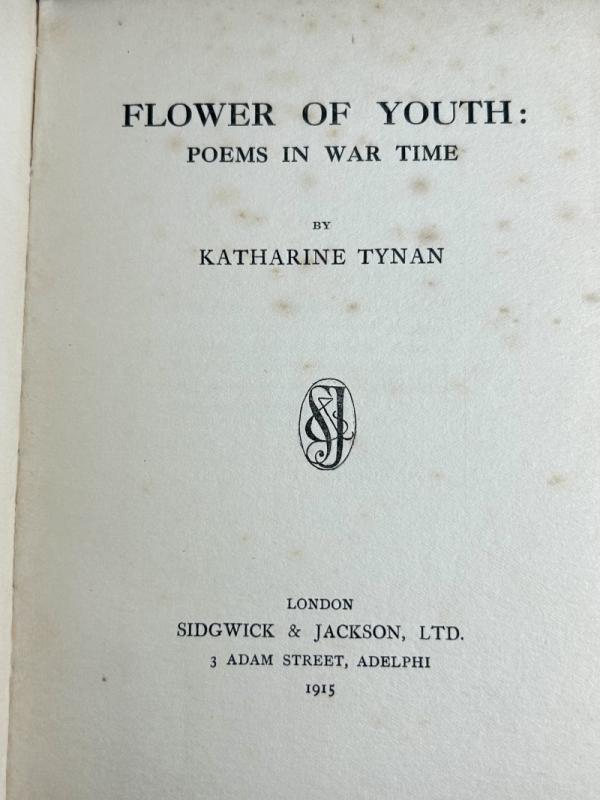 FLOWER OF YOUTH:
POEMS IN WAR TIME
BY
KATHARINE TYNAN
S&J
LONDON
SIDGWICK & JACKSON, LTD.
3 ADAM STREET, ADELPHI
1915